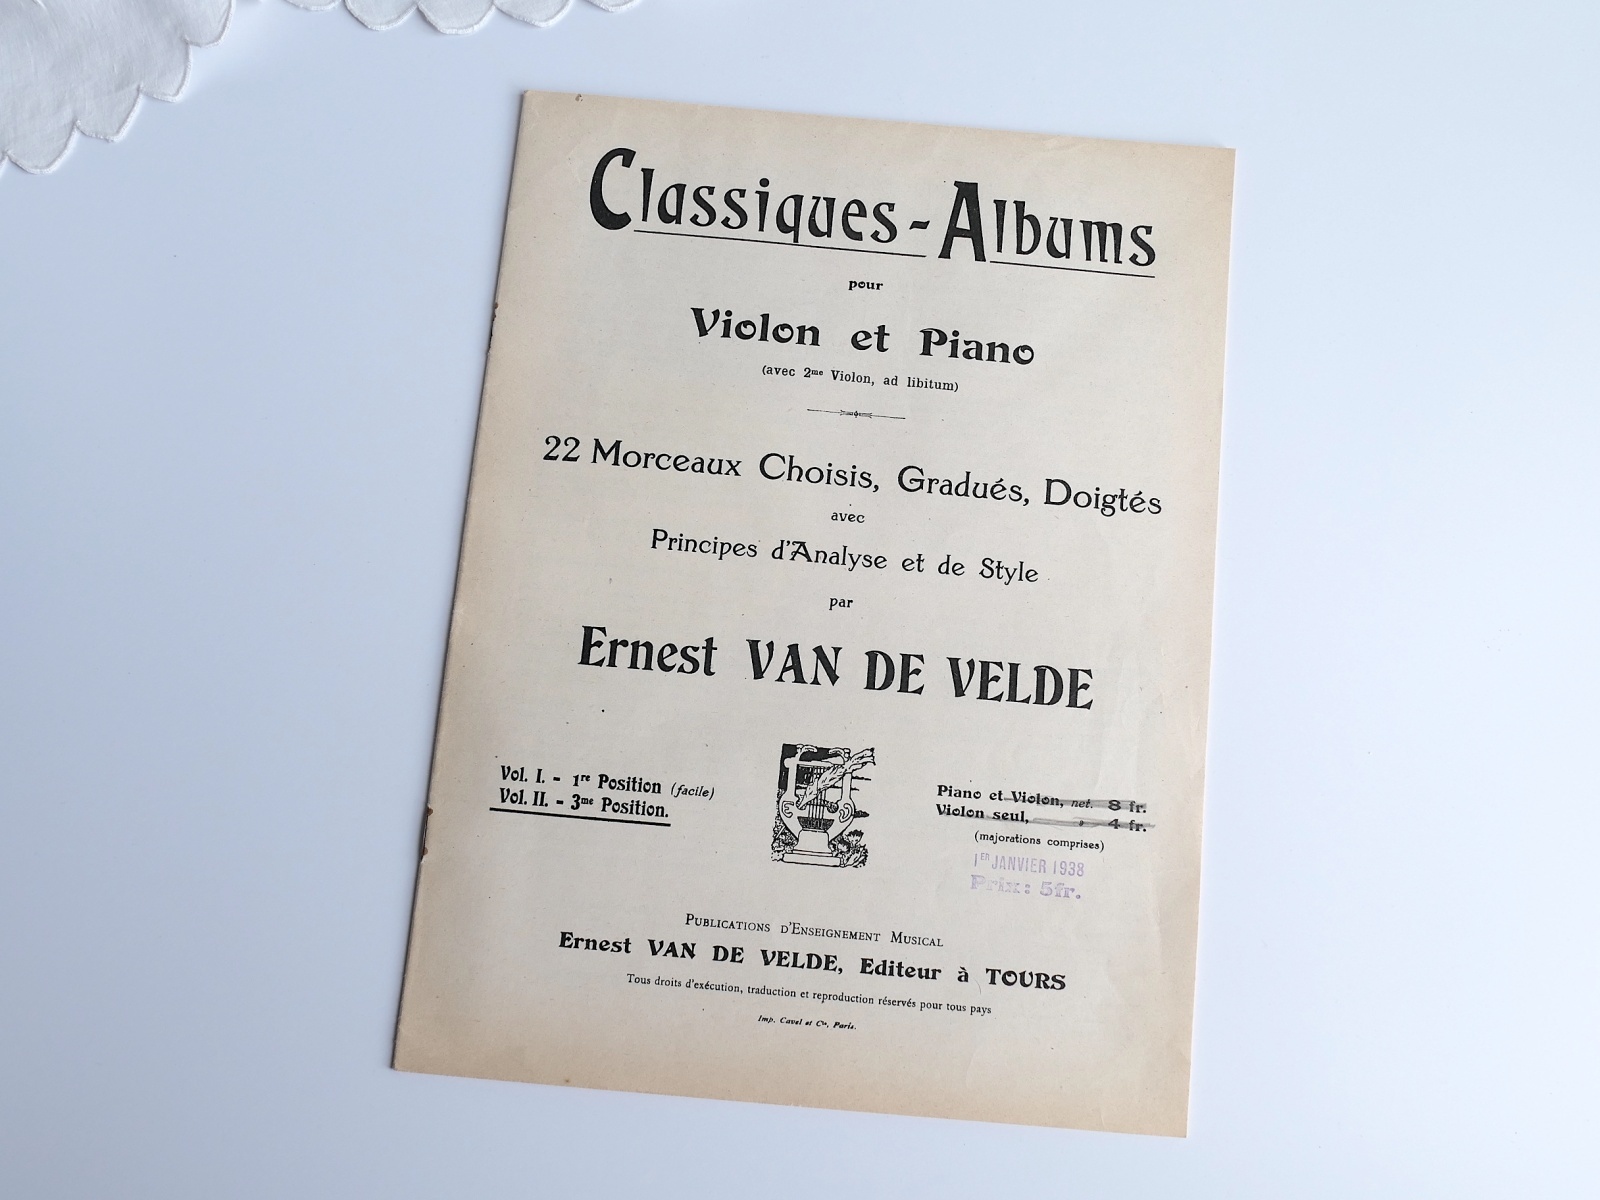 Classiques-Albums
pour
Violon et Piano
(avec 2me Violon, ad libitum)
22 Morceaux Choisis, Gradués, Doigtés
avec
Principes d'Analyse et de Style
par
Ernest VAN DE VELDE
Vol. I. - 1re Position (facile)
Vol. II. - 3me Position.
E
Piano et Violon, net. 8 fr.
Violon seul, » 4 fr.
(majorations comprises)
1ER JANVIER 1938
Prix: 5fr.
PUBLICATIONS D'ENSEIGNEMENT MUSICAL
Ernest VAN DE VELDE, Editeur à TOURS
Tous droits d'exécution, traduction et reproduction réservés pour tous pays
Imp. Cavel et Cie, Paris.